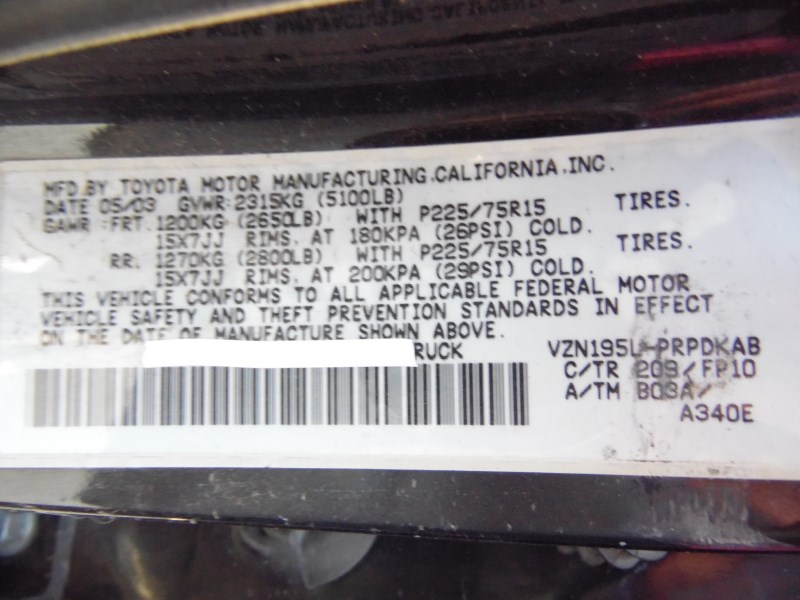 MFD.BY TOYOTA MOTOR MANUFACTURING.CALIFORNIA.INC.
DATE 05/03 GVWR:2315KG (5100LB)
GAWR :FRT.1200KG (2650LB) WITH P225/75R15 TIRES.
15X7JJ RIMS. AT 180KPA (26PSI) COLD.
RR. 1270KG (2800LB) WITH P225/75R15 TIRES.
15X7JJ RIMS. AT 200KPA (29PSI) COLD.
THIS VEHICLE CONFORMS TO ALL APPLICABLE FEDERAL MOTOR
VEHICLE SAFETY AND THEFT PREVENTION STANDARDS IN EFFECT
ON THE DATE OF MANUFACTURE SHOWN ABOVE.
RUCK VZN195L-PRPDKAB
C/TR 209/FP10
A/TM B03A/
A340E